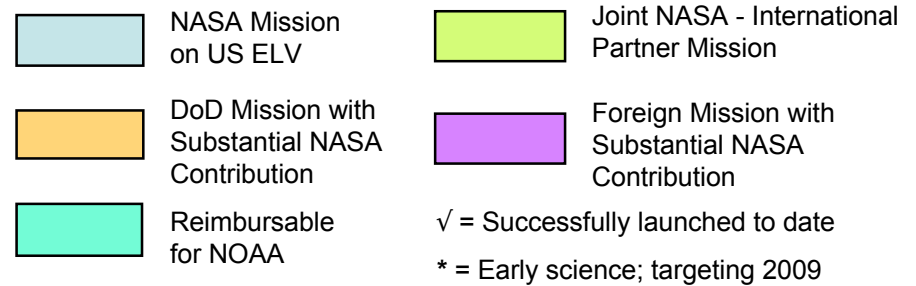 NASA Mission
on US ELV
Joint NASA - International
Partner Mission
DoD Mission with
Substantial NASA
Contribution
Foreign Mission with
Substantial NASA
Contribution
Reimbursable
for NOAA
√ = Successfully launched to date
* = Early science; targeting 2009